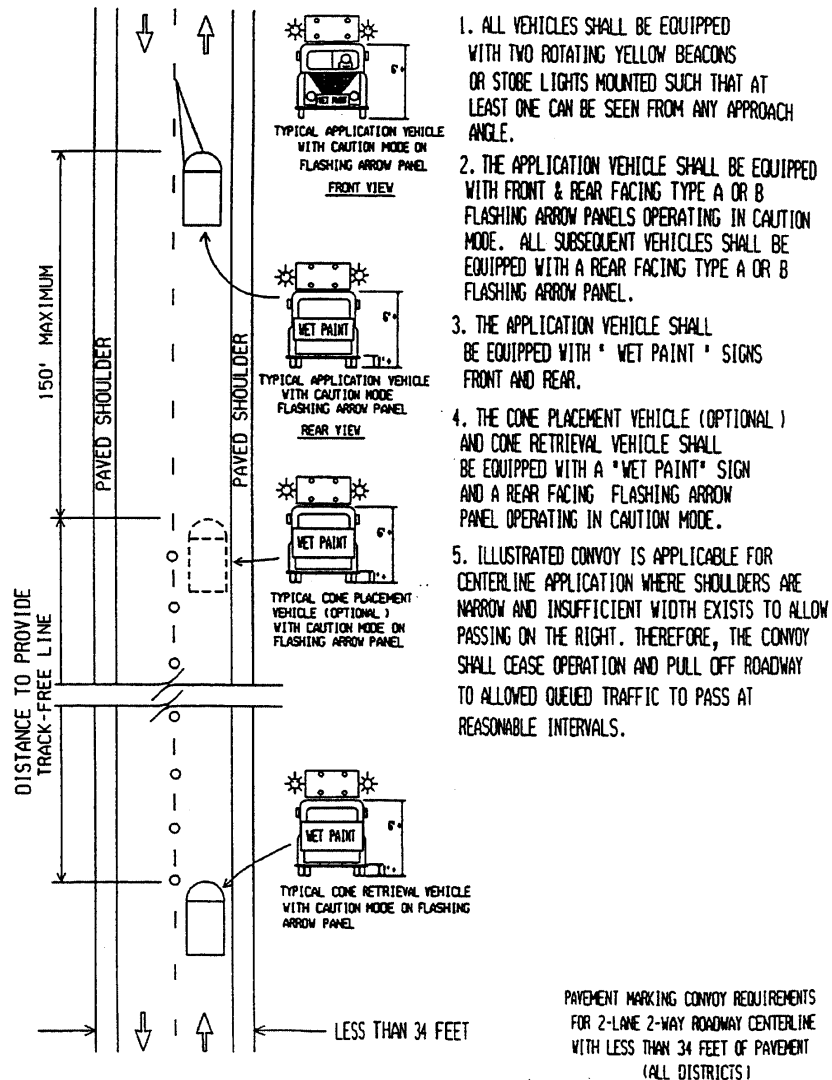 1. ALL VEHICLES SHALL BE EQUIPPED
WITH TWO ROTATING YELLOW BEACONS
OR STOBE LIGHTS MOUNTED SUCH THAT AT
LEAST ONE CAN BE SEEN FROM ANY APPROACH
ANGLE.
2. THE APPLICATION VEHICLE SHALL BE EQUIPPED
WITH FRONT & REAR FACING TYPE A OR B
FLASHING ARROW PANELS OPERATING IN CAUTION
MODE. ALL SUBSEQUENT VEHICLES SHALL BE
EQUIPPED WITH A REAR FACING TYPE A OR B
FLASHING ARROW PANEL.
3. THE APPLICATION VEHICLE SHALL
BE EQUIPPED WITH " WET PAINT " SIGNS
FRONT AND REAR.
4. THE CONE PLACEMENT VEHICLE (OPTIONAL )
AND CONE RETRIEVAL VEHICLE SHALL
BE EQUIPPED WITH A "WET PAINT" SIGN
AND A REAR FACING FLASHING ARROW
PANEL OPERATING IN CAUTION MODE.
5. ILLUSTRATED CONVOY IS APPLICABLE FOR
CENTERLINE APPLICATION WHERE SHOULDERS ARE
NARROW AND INSUFFICIENT WIDTH EXISTS TO ALLOW
PASSING ON THE RIGHT. THEREFORE, THE CONVOY
SHALL CEASE OPERATION AND PULL OFF ROADWAY
TO ALLOWED QUEUED TRAFFIC TO PASS AT
REASONABLE INTERVALS.
WET PAINT
6'+
TYPICAL APPLICATION VEHICLE
WITH CAUTION MODE ON
FLASHING ARROW PANEL
FRONT VIEW
WET PAINT
6'+
1'+
TYPICAL APPLICATION VEHICLE
WITH CAUTION MODE
FLASHING ARROW PANEL
REAR VIEW
WET PAINT
6'+
1'+
TYPICAL CONE PLACEMENT
VEHICLE (OPTIONAL )
WITH CAUTION MODE ON
FLASHING ARROW PANEL
WET PAINT
6'+
1'+
TYPICAL CONE RETRIEVAL VEHICLE
WITH CAUTION MODE ON FLASHING
ARROW PANEL
150' MAXIMUM
PAVED SHOULDER
PAVED SHOULDER
DISTANCE TO PROVIDE
TRACK-FREE LINE
LESS THAN 34 FEET
PAVEMENT MARKING CONVOY REQUIREMENTS
FOR 2-LANE 2-WAY ROADWAY CENTERLINE
WITH LESS THAN 34 FEET OF PAVEMENT
(ALL DISTRICTS)